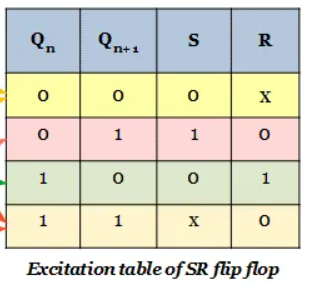 Qn Qn+1 S R
0 0 0 X
0 1 1 0
1 0 0 1
1 1 X 0
Excitation table of SR flip flop